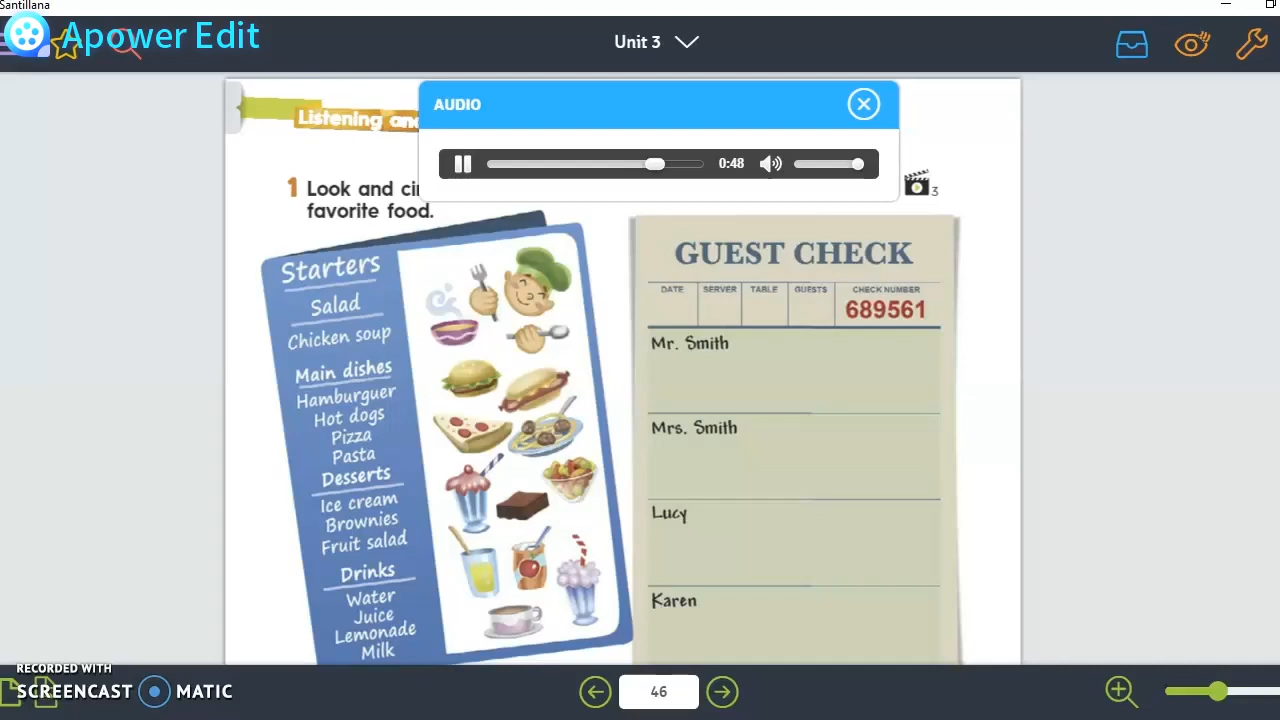 Santillana
Apower Edit
Unit 3
AUDIO
0:48
Listening and
1 Look and
favorite food.
3
Starters
Salad
Chicken soup
Main dishes
Hamburguer
Hot dogs
Pizza
Pasta
Desserts
Ice cream
Brownies
Fruit salad
Drinks
Water
Juice
Lemonade
Milk
GUEST CHECK
DATE SERVER TABLE GUESTS CHECK NUMBER
689561
Mr. Smith
Mrs. Smith
Lucy
Karen
RECORDED WITH
SCREENCAST MATIC
46